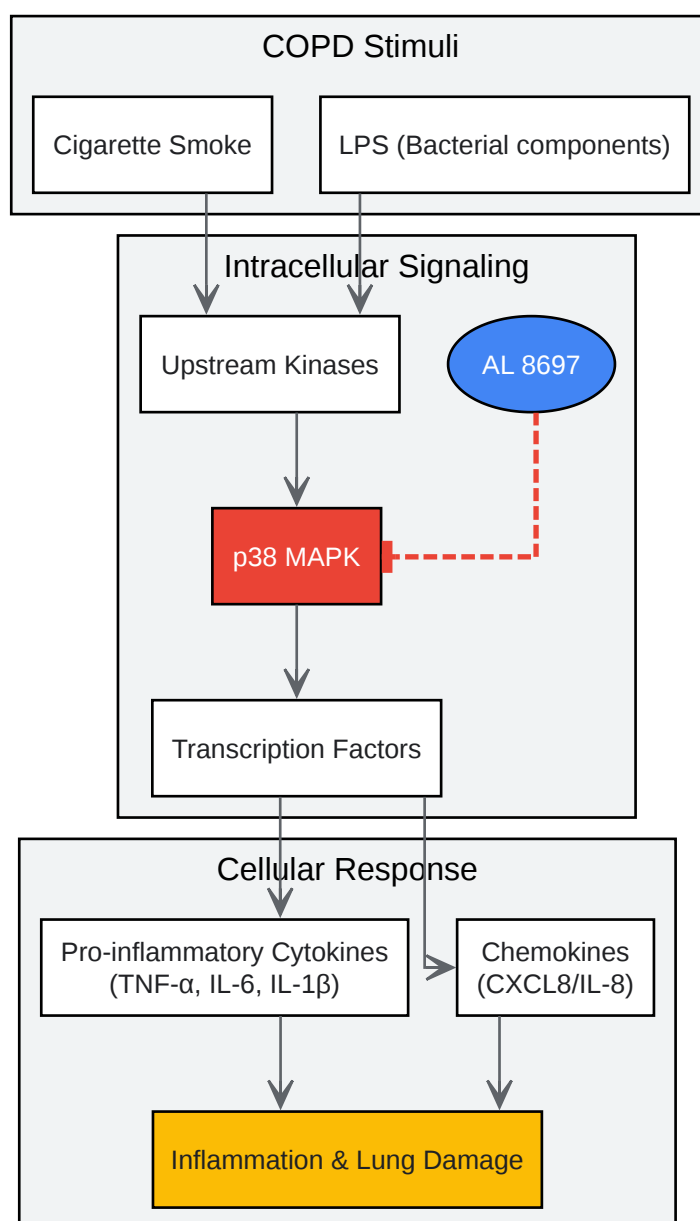 COPD Stimuli
Cigarette Smoke
LPS (Bacterial components)
Intracellular Signaling
Upstream Kinases
AL 8697
p38 MAPK
Transcription Factors
Cellular Response
Pro-inflammatory Cytokines
(TNF-α, IL-6, IL-1β)
Chemokines
(CXCL8/IL-8)
Inflammation & Lung Damage